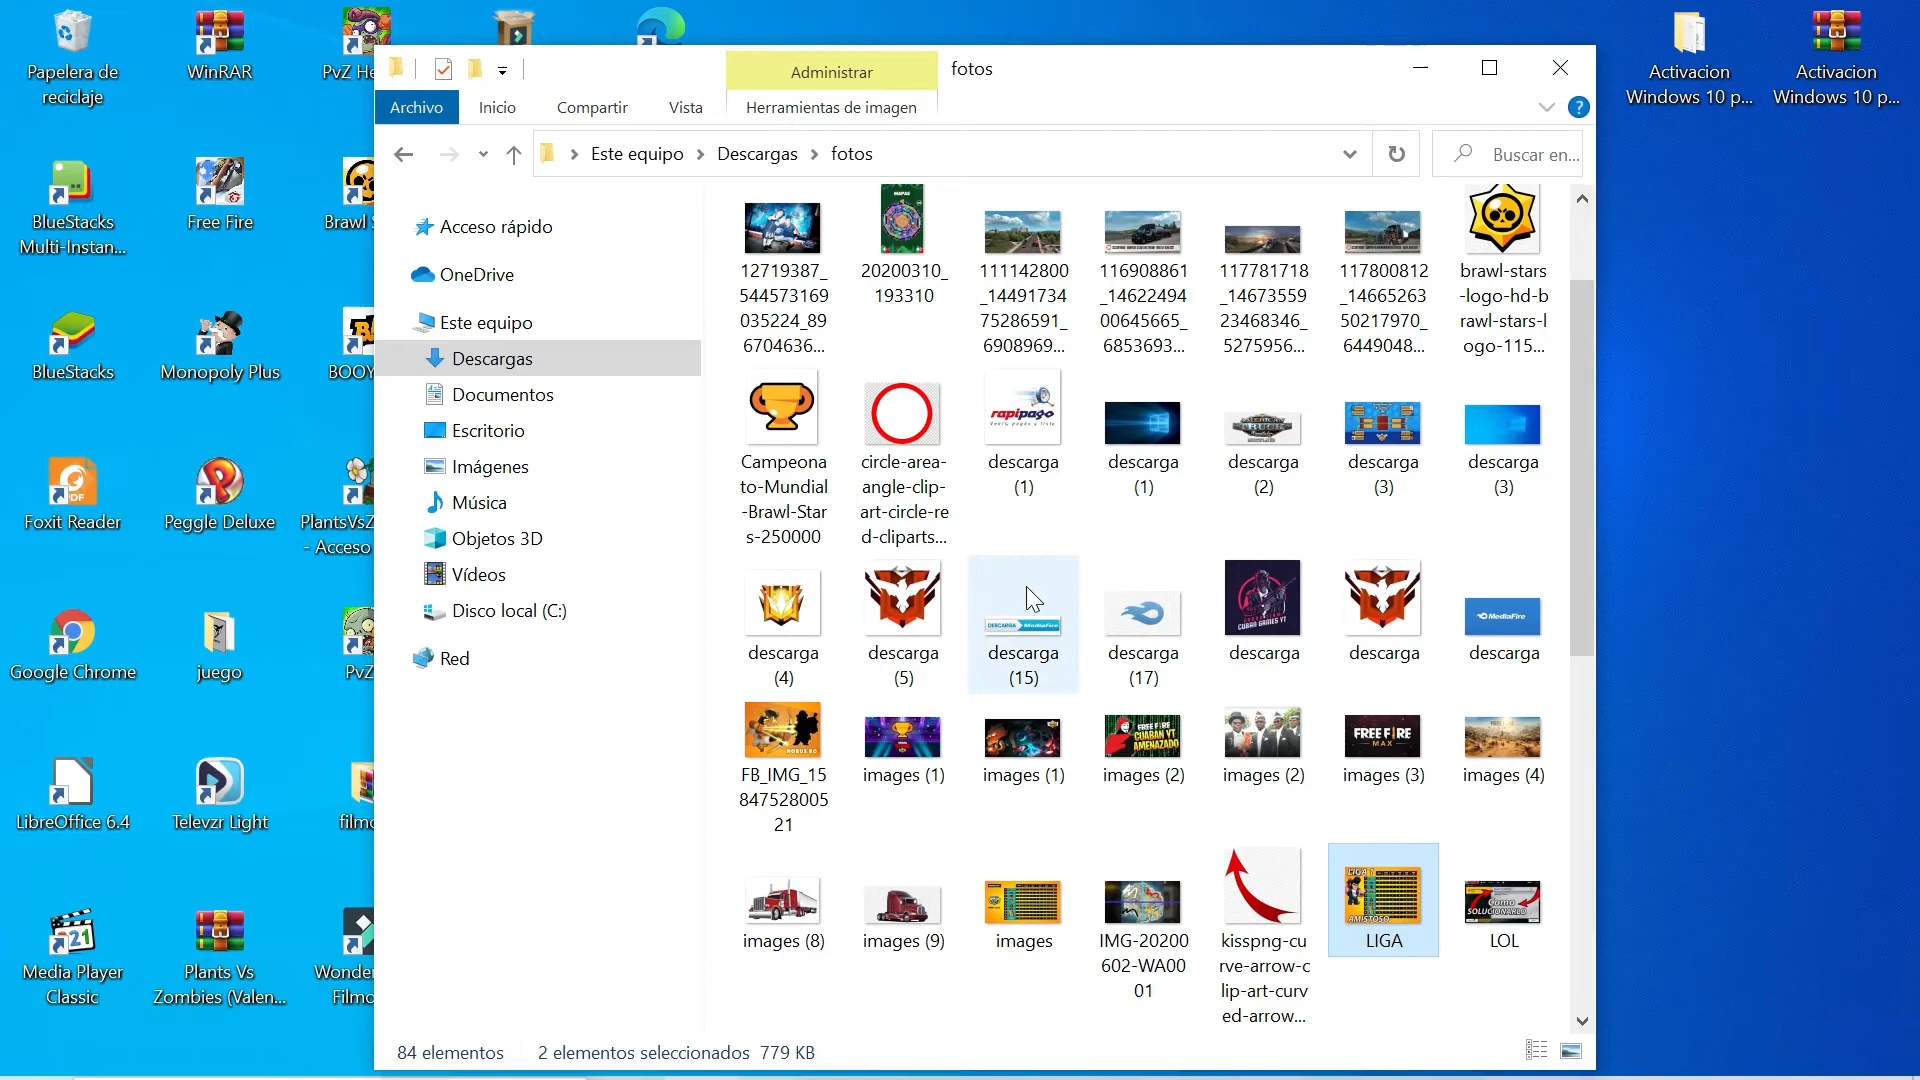 Papelera de
reciclaje
WinRAR
PvZ He
Activacion
Windows 10 p...
Activacion
Windows 10 p...
BlueStacks
Multi-Instan...
Free Fire
Brawl S
BlueStacks
Monopoly Plus
BOOY
Foxit Reader
Peggle Deluxe
PlantsVsZ
- Acceso
Google Chrome
juego
PvZ
LibreOffice 6.4
Televzr Light
filmo
Media Player
Classic
Plants Vs
Zombies (Valen...
Wonder
Filmo
Administrar
fotos
Archivo
Inicio
Compartir
Vista
Herramientas de imagen
Este equipo
Descargas
fotos
Buscar en...
Acceso rápido
OneDrive
Este equipo
Descargas
Documentos
Escritorio
Imágenes
Música
Objetos 3D
Vídeos
Disco local (C:)
Red
MAPAS
12719387_
544573169
035224_89
6704636...
20200310_
193310
111142800
_14491734
75286591_
6908969...
116908861
_14622494
00645665_
6853693...
117781718
_14673559
23468346_
5275956...
117800812
_14665263
50217970_
6449048...
brawl-stars
-logo-hd-b
rawl-stars-l
ogo-115...
Campeona
to-Mundial
-Brawl-Star
s-250000
circle-area-
angle-clip-
art-circle-re
d-cliparts...
rapipago
descarga
(1)
descarga
(1)
descarga
(2)
descarga
(3)
descarga
(3)
descarga
(4)
descarga
(5)
DESCARGA MediaFire
descarga
(15)
descarga
(17)
CUBAN GAMES YT
descarga
descarga
MediaFire
descarga
FB_IMG_15
847528005
21
images (1)
images (1)
FREE FIRE
CUABAN YT
AMENAZADO
images (2)
images (2)
FREE FIRE
MAX
images (3)
images (4)
images (8)
images (9)
images
IMG-20200
602-WA00
01
kisspng-cu
rve-arrow-c
lip-art-curv
ed-arrow...
LIGA 1
AMISTOSO
LIGA
Como
SOLUCIONARLO
LOL
84 elementos
2 elementos seleccionados 779 KB